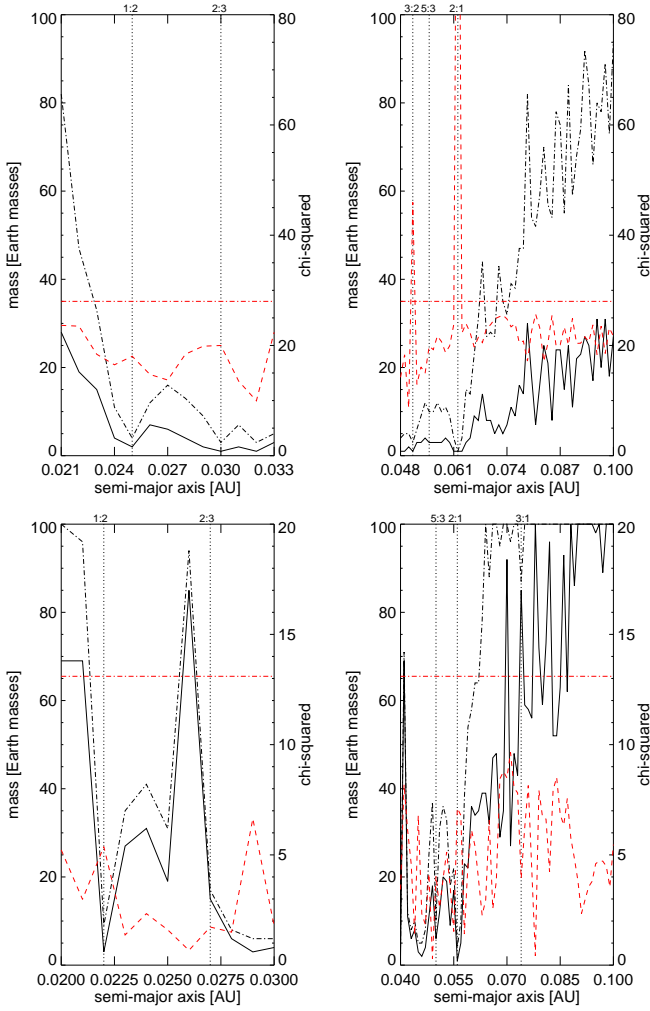 1:2 2:3
100
80
60
40
20
0
80
60
40
20
0
mass [Earth masses]
chi-squared
0.021 0.024 0.027 0.030 0.033
semi-major axis [AU]
3:2 5:3 2:1
100
80
60
40
20
0
80
60
40
20
0
mass [Earth masses]
chi-squared
0.048 0.061 0.074 0.087 0.100
semi-major axis [AU]
1:2 2:3
100
80
60
40
20
0
20
15
10
5
0
mass [Earth masses]
chi-squared
0.0200 0.0225 0.0250 0.0275 0.0300
semi-major axis [AU]
5:3 2:1 3:1
100
80
60
40
20
0
20
15
10
5
0
mass [Earth masses]
chi-squared
0.040 0.055 0.070 0.085 0.100
semi-major axis [AU]